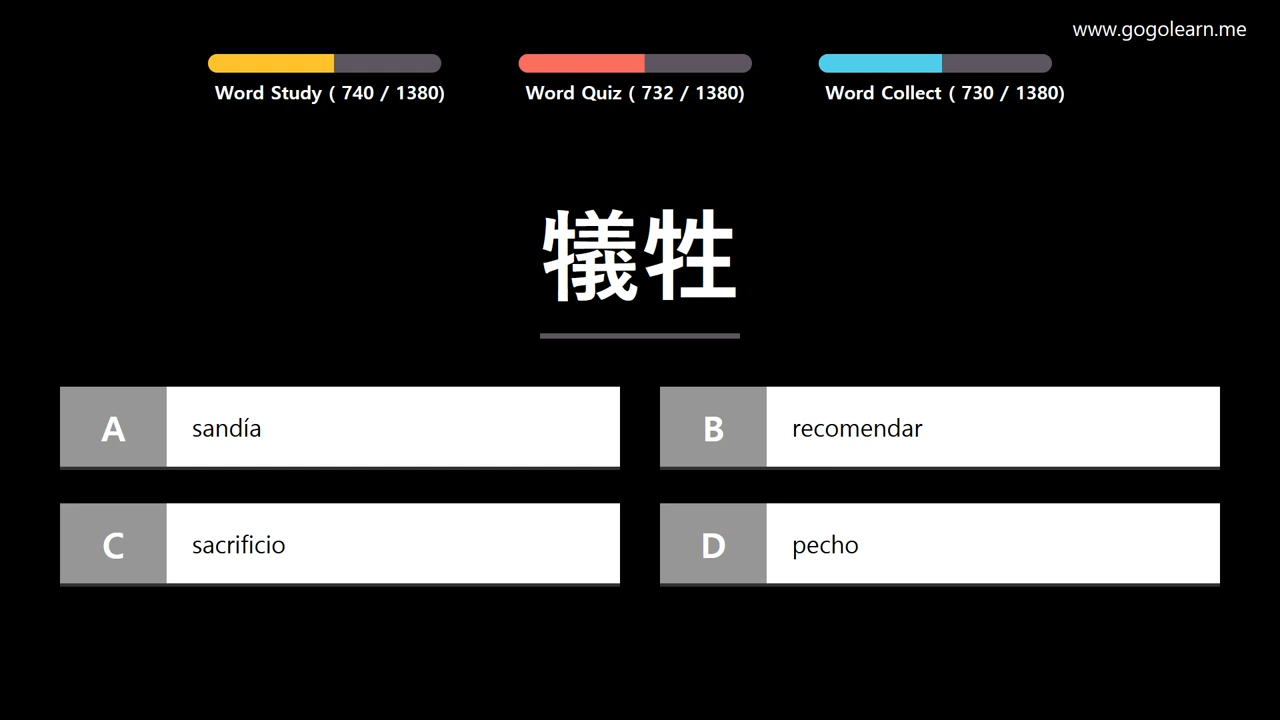 www.gogolearn.me
Word Study ( 740 / 1380)
Word Quiz ( 732 / 1380)
Word Collect ( 730 / 1380)
犠牲
A sandía
B recomendar
C sacrificio
D pecho